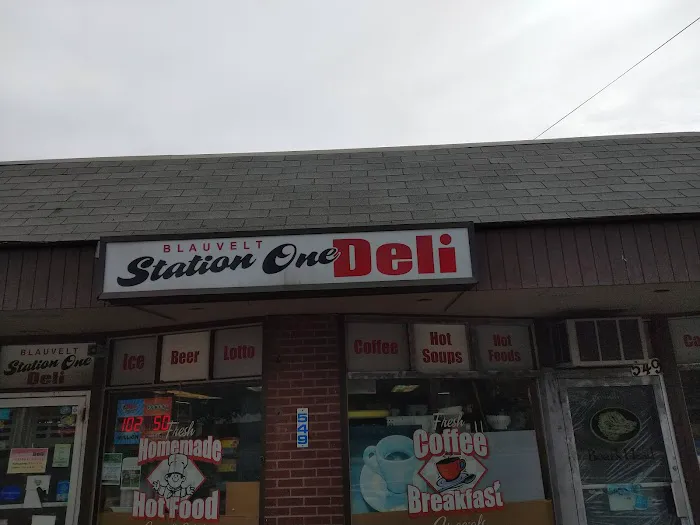 BLAUVELT
Station One Deli
Ice
Beer
Lotto
Coffee
Hot
Soups
Hot
Foods
BLAUVELT
Station One
Deli
549
102
50
Fresh
Homemade
Hot Food
549
Fresh
Coffee
Breakfast